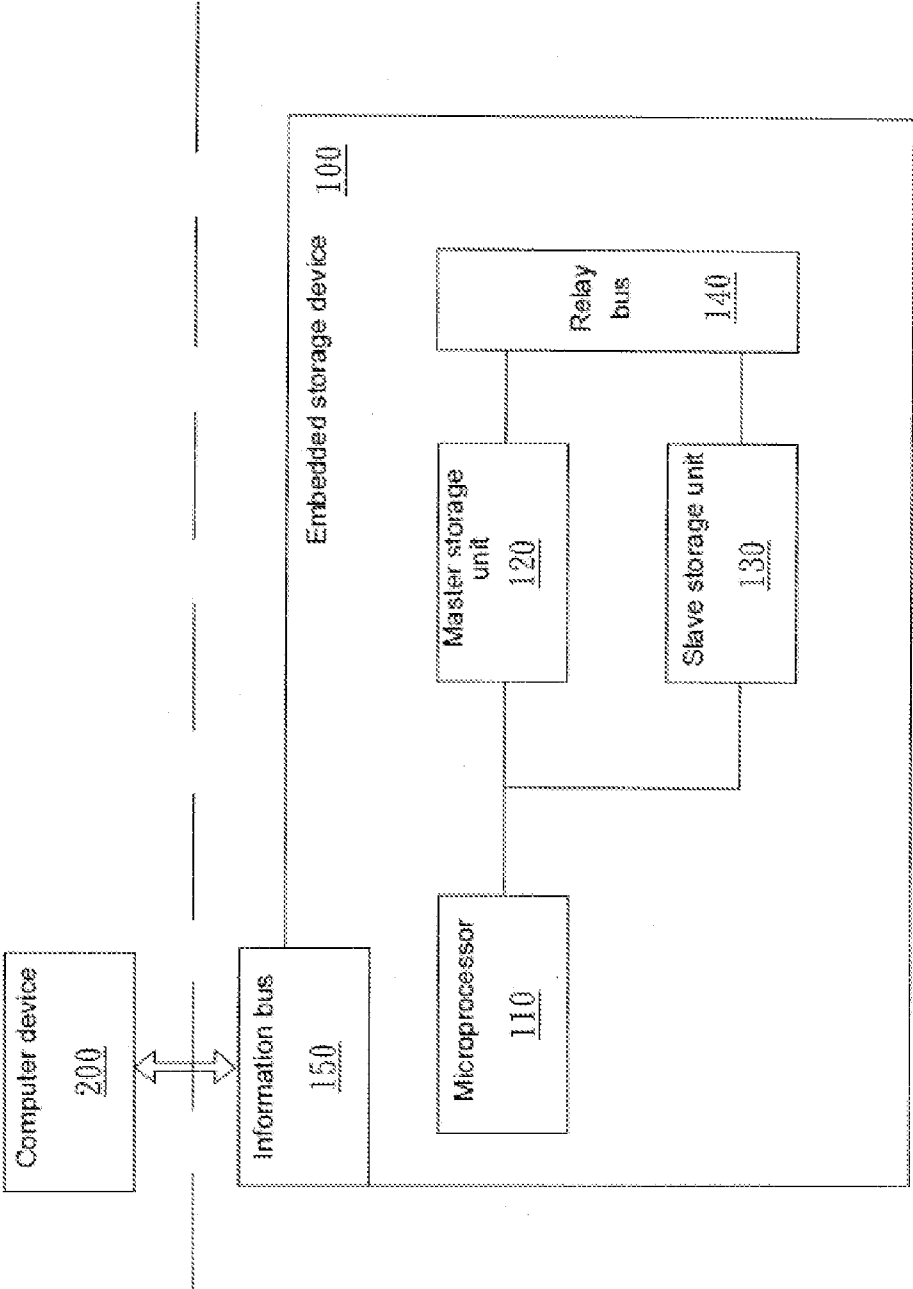 Computer device
200
Information bus
150
Embedded storage device
100
Microprocessor
110
Master storage
unit
120
Slave storage unit
130
Relay
bus
140